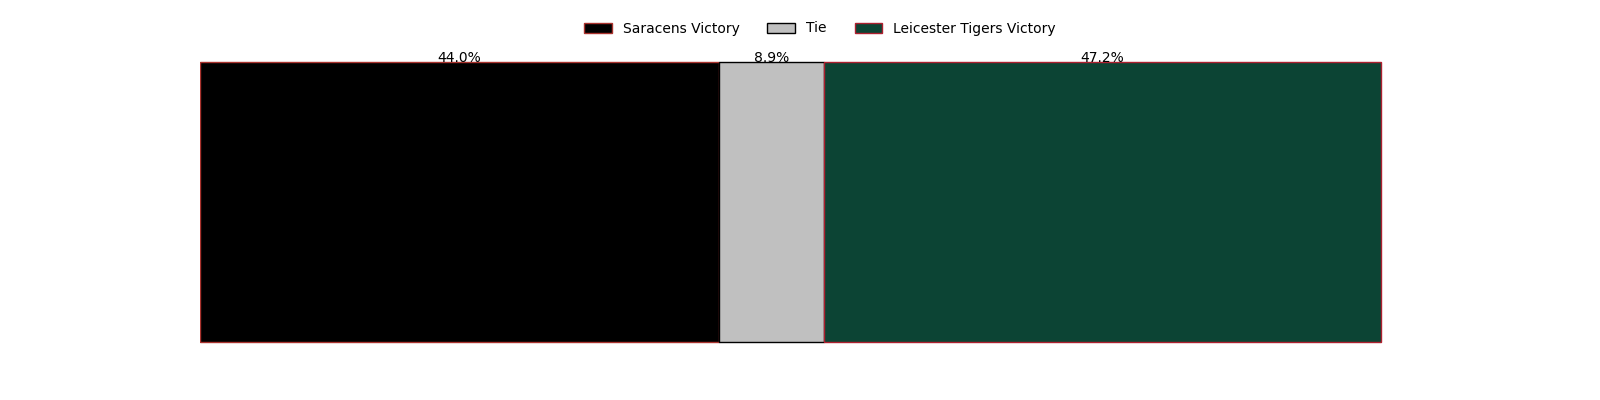 Saracens Victory Tie Leicester Tigers Victory
44.0% 8.9% 47.2%